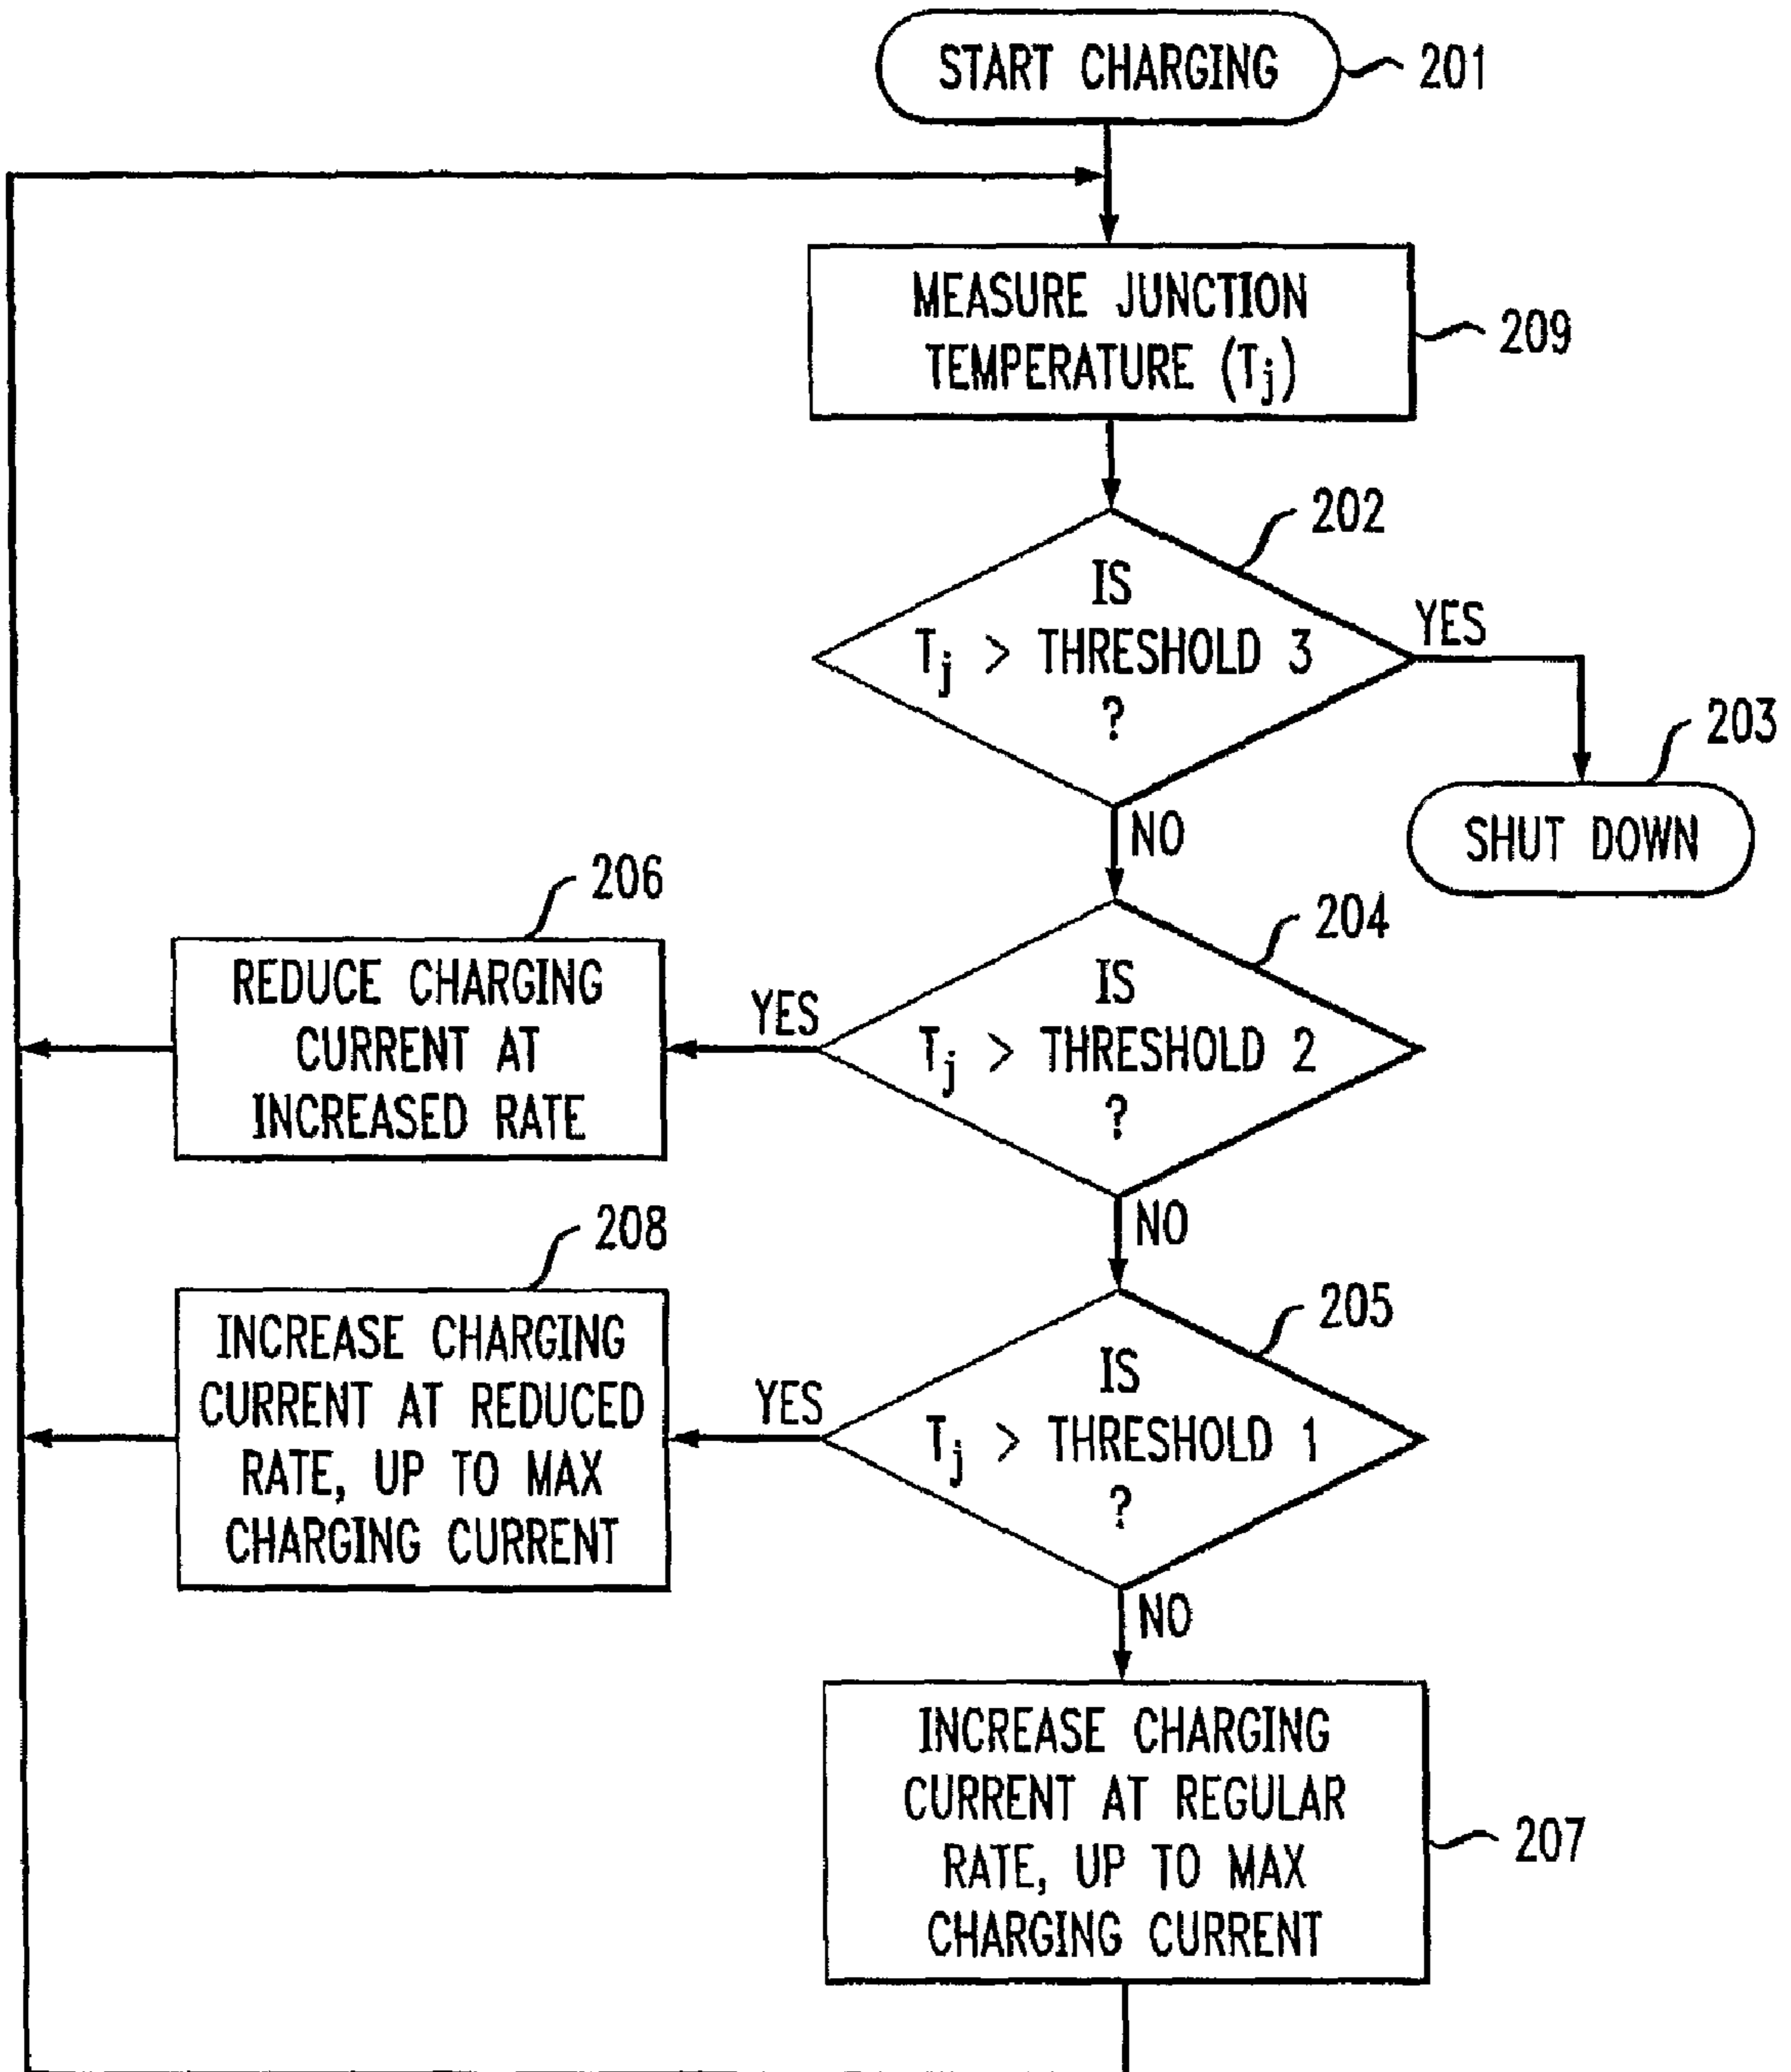 START CHARGING
201
MEASURE JUNCTION
TEMPERATURE (Tj)
209
202
IS
Tj > THRESHOLD 3
?
YES
203
SHUT DOWN
NO
206
REDUCE CHARGING
CURRENT AT
INCREASED RATE
YES
204
IS
Tj > THRESHOLD 2
?
NO
208
INCREASE CHARGING
CURRENT AT REDUCED
RATE, UP TO MAX
CHARGING CURRENT
YES
205
IS
Tj > THRESHOLD 1
?
NO
INCREASE CHARGING
CURRENT AT REGULAR
RATE, UP TO MAX
CHARGING CURRENT
207